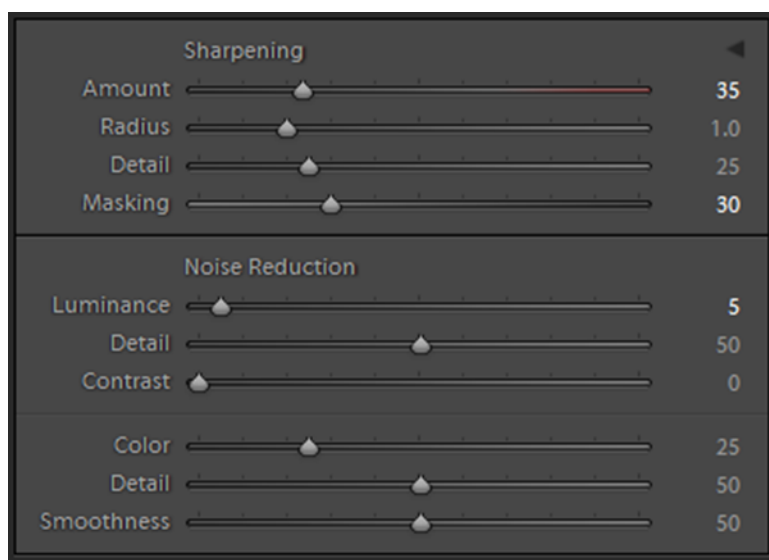 Sharpening
Amount 35
Radius 1.0
Detail 25
Masking 30
Noise Reduction
Luminance 5
Detail 50
Contrast 0
Color 25
Detail 50
Smoothness 50